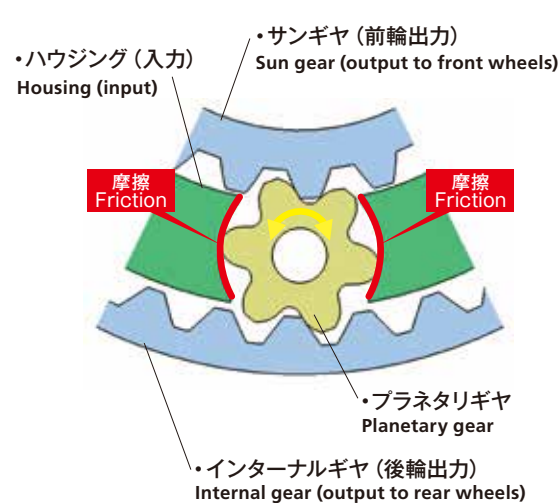 ・サンギヤ（前輪出力）
Sun gear (output to front wheels)
・ハウジング（入力）
Housing (input)
摩擦
Friction
摩擦
Friction
・プラネタリギヤ
Planetary gear
・インターナルギヤ（後輪出力）
Internal gear (output to rear wheels)